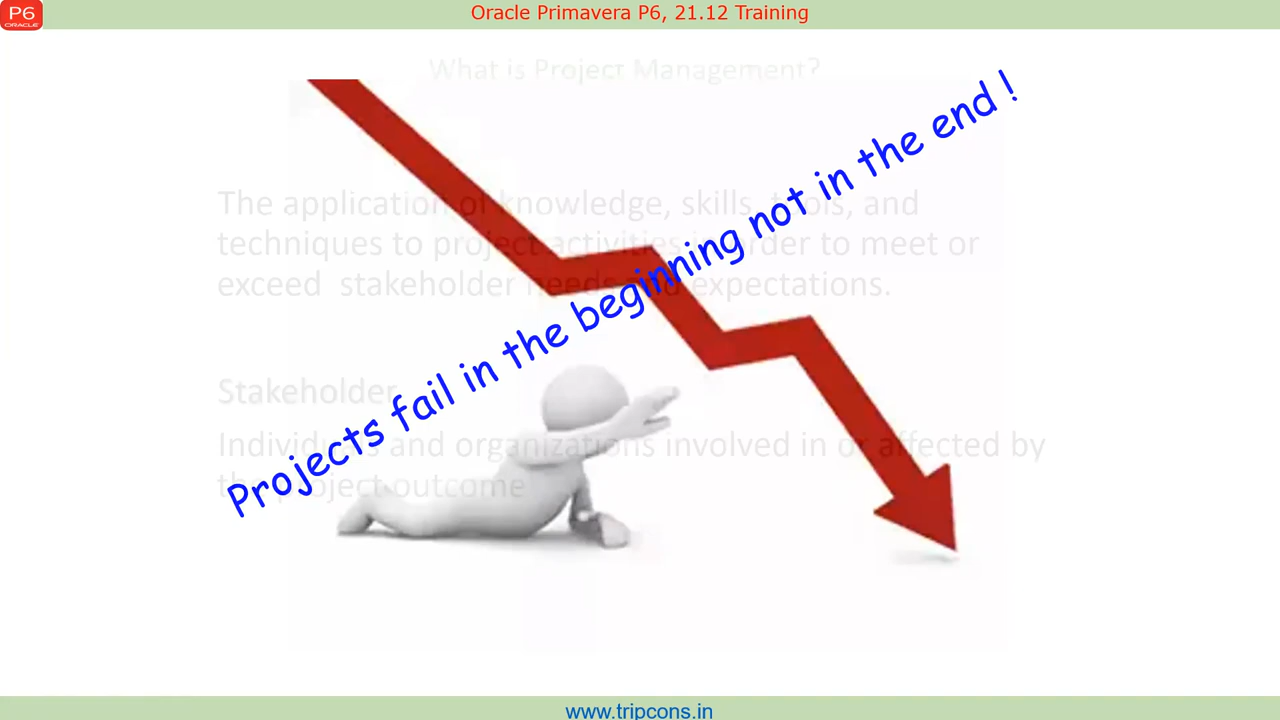 P6
ORACLE
Oracle Primavera P6, 21.12 Training
What is Project Management?
Projects fail in the beginning not in the end !
The application of knowledge, skills, tools, and
techniques to project activities in order to meet or
exceed stakeholder needs and expectations.
Stakeholder
Individuals and organizations involved in or affected by
the project outcome
www.tripcons.in